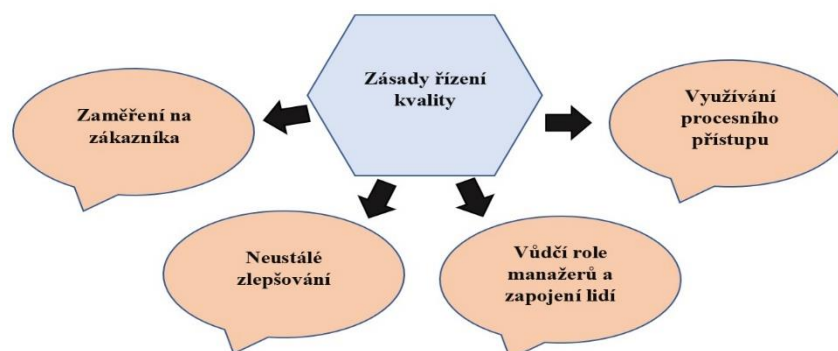 Zásady řízení
kvality
Zaměření na
zákazníka
Využívání
procesního
přístupu
Neustálé
zlepšování
Vůdčí role
manažerů a
zapojení lidí